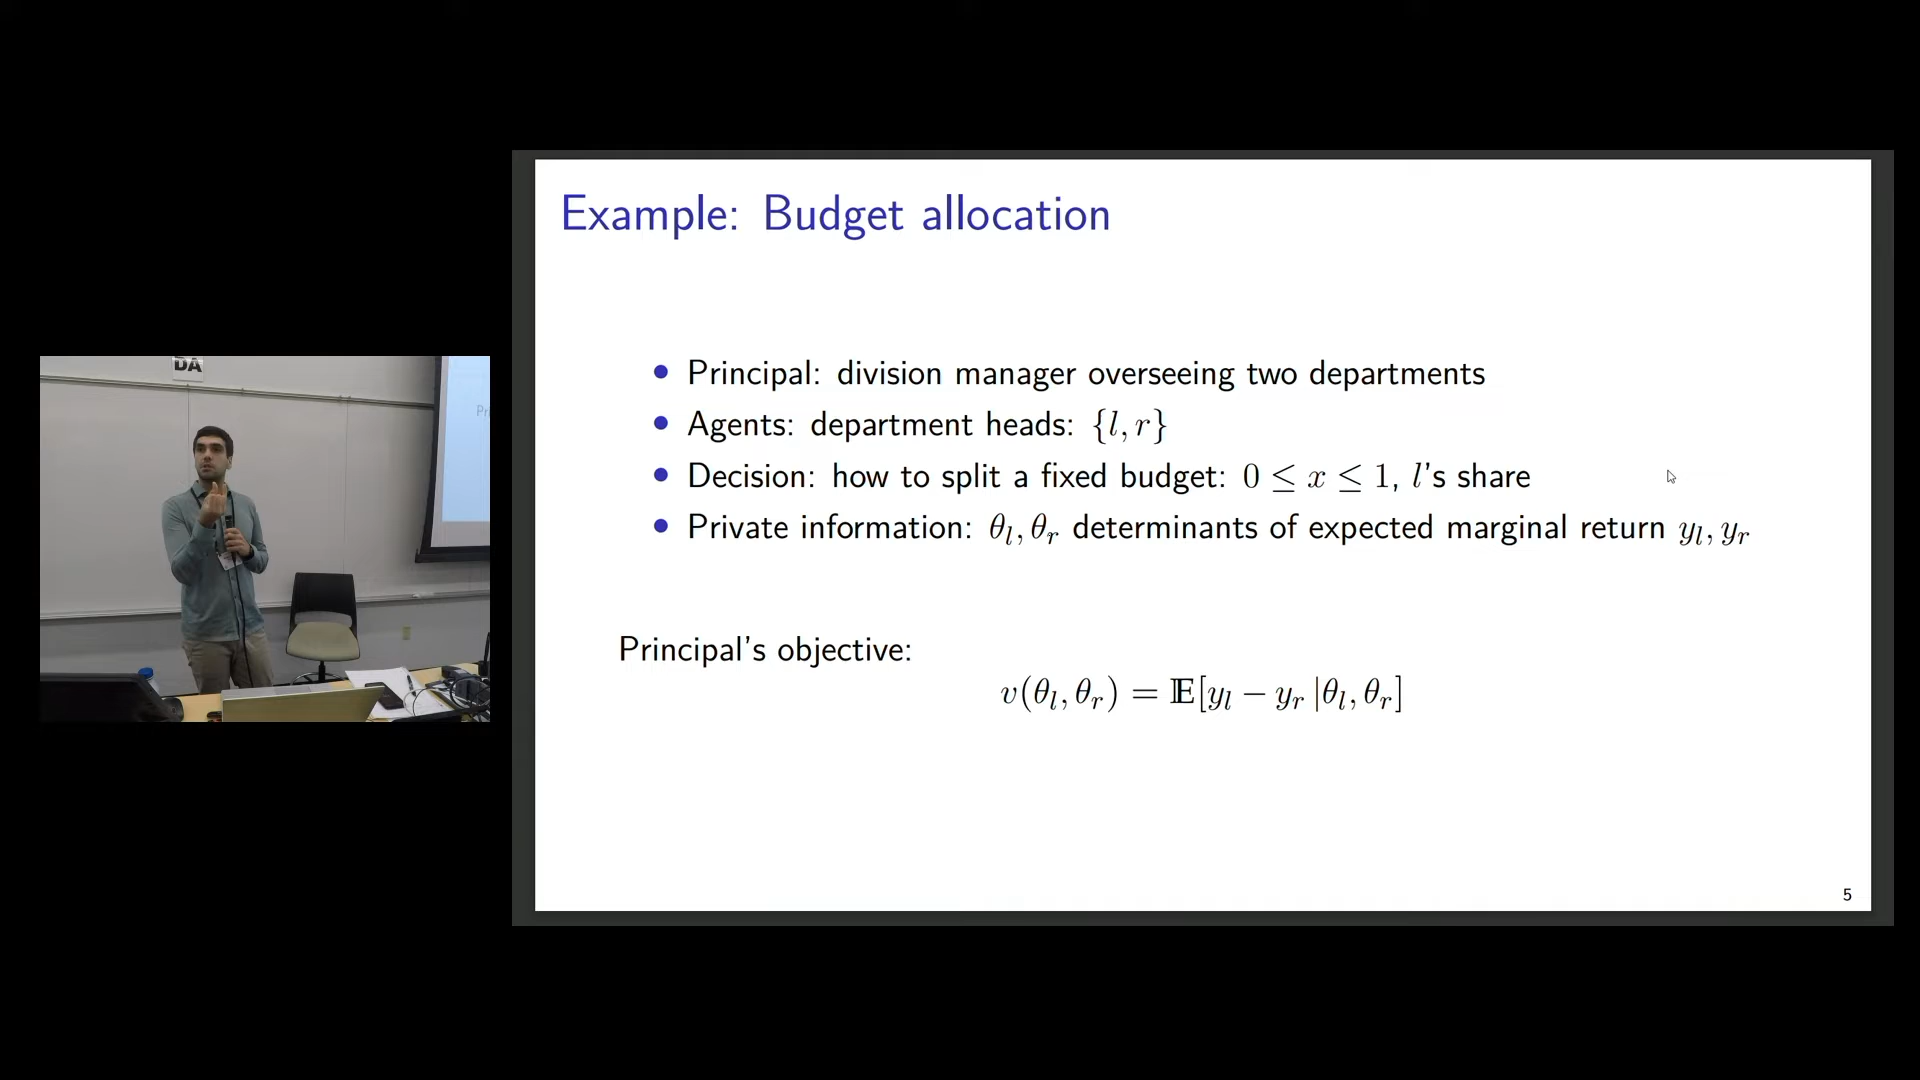 DA
Pr
Example: Budget allocation
• Principal: division manager overseeing two departments
• Agents: department heads: {l, r}
• Decision: how to split a fixed budget: 0 ≤ x ≤ 1, l's share
• Private information: θ_l, θ_r determinants of expected marginal return y_l, y_r
Principal's objective:
v(θ_l, θ_r) = 𝔼[y_l − y_r |θ_l, θ_r]
5